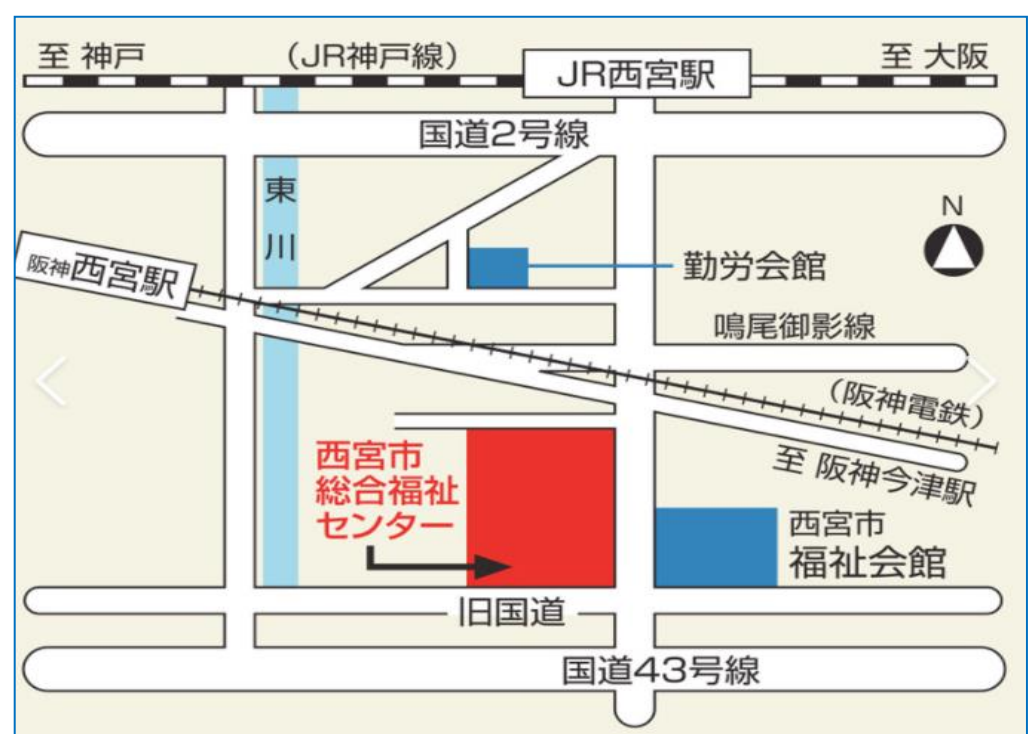 至 神戸
（JR神戸線）
JR西宮駅
至 大阪
国道2号線
東
川
N
阪神西宮駅
勤労会館
鳴尾御影線
（阪神電鉄）
至 阪神今津駅
西宮市
総合福祉
センター
西宮市
福祉会館
旧国道
国道43号線